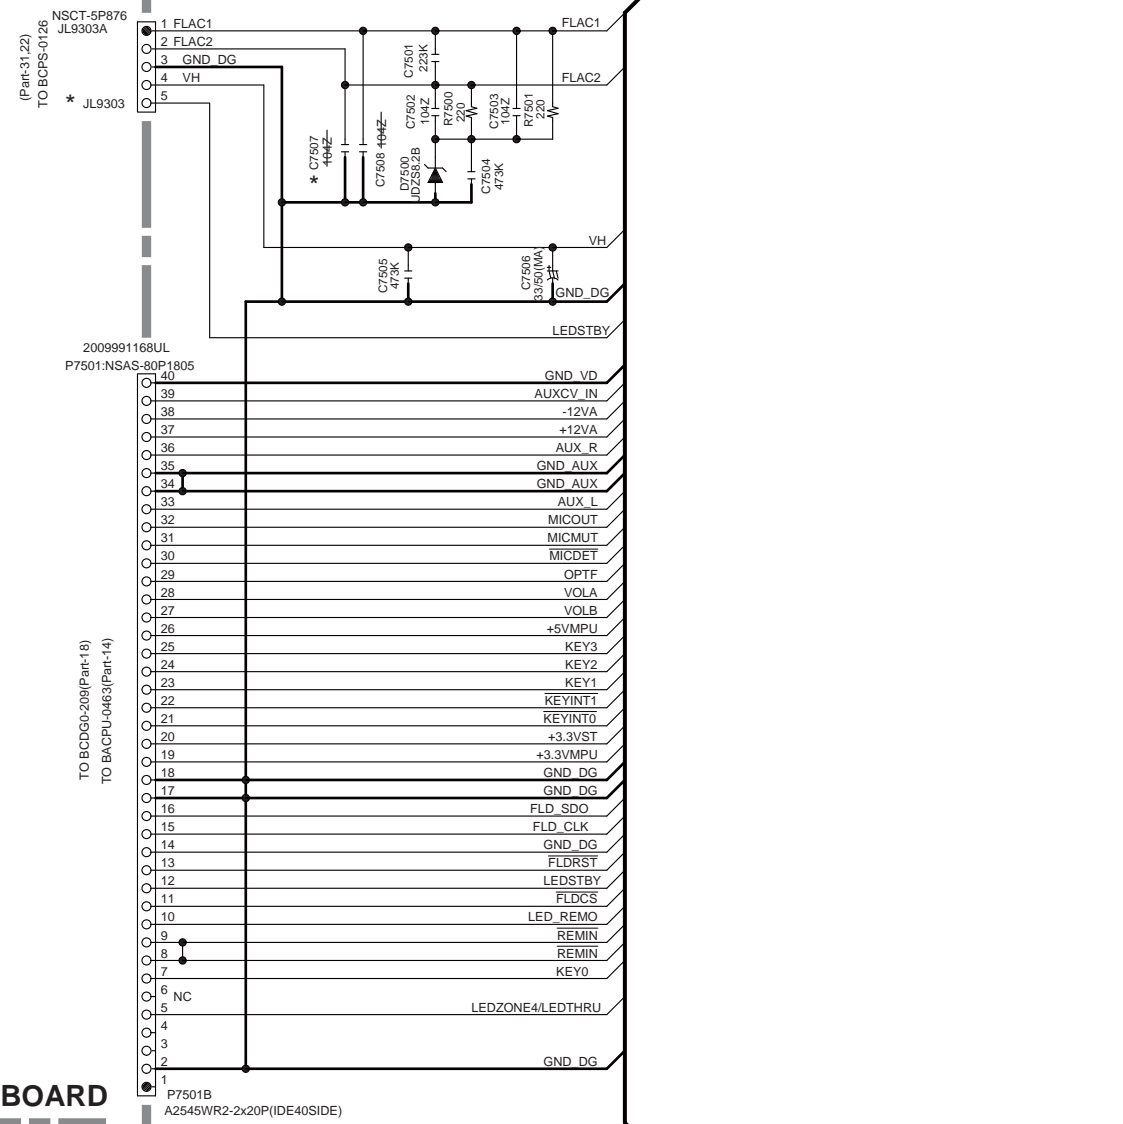 NSCT-5P876
JL9303A
(Part-31,22)
TO BCPS-0126
* JL9303
1 FLAC1
2 FLAC2
3 GND_DG
4 VH
5
FLAC1
FLAC2
C7501
223K
C7502
104Z
R7500
220
C7503
104Z
R7501
220
* C7507
104Z
C7508 104Z
D7500
UDZS8.2B
C7504
473K
VH
C7505
473K
C7506
33/50(MA)
GND_DG
LEDSTBY
2009991168UL
P7501:NSAS-80P1805
40 GND_VD
39 AUXCV_IN
38 -12VA
37 +12VA
36 AUX_R
35 GND_AUX
34 GND_AUX
33 AUX_L
32 MICOUT
31 MICMUT
30 MICDET
29 OPTF
28 VOLA
27 VOLB
26 +5VMPU
25 KEY3
24 KEY2
23 KEY1
22 KEYINT1
21 KEYINT0
20 +3.3VST
19 +3.3VMPU
18 GND_DG
17 GND_DG
16 FLD_SDO
15 FLD_CLK
14 GND_DG
13 FLDRST
12 LEDSTBY
11 FLDCS
10 LED_REMO
9 REMIN
8 REMIN
7 KEY0
6 NC
5 LEDZONE4/LEDTHRU
4
3
2 GND_DG
1
TO BCDG0-209(Part-18)
TO BACPU-0463(Part-14)
BOARD
P7501B
A2545WR2-2x20P(IDE40SIDE)